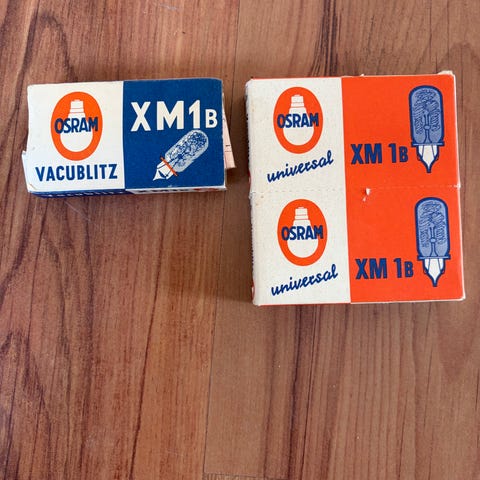 OSRAM
VACUBLITZ
XM1B
OSRAM
universal
XM 1B
OSRAM
universal
XM 1B